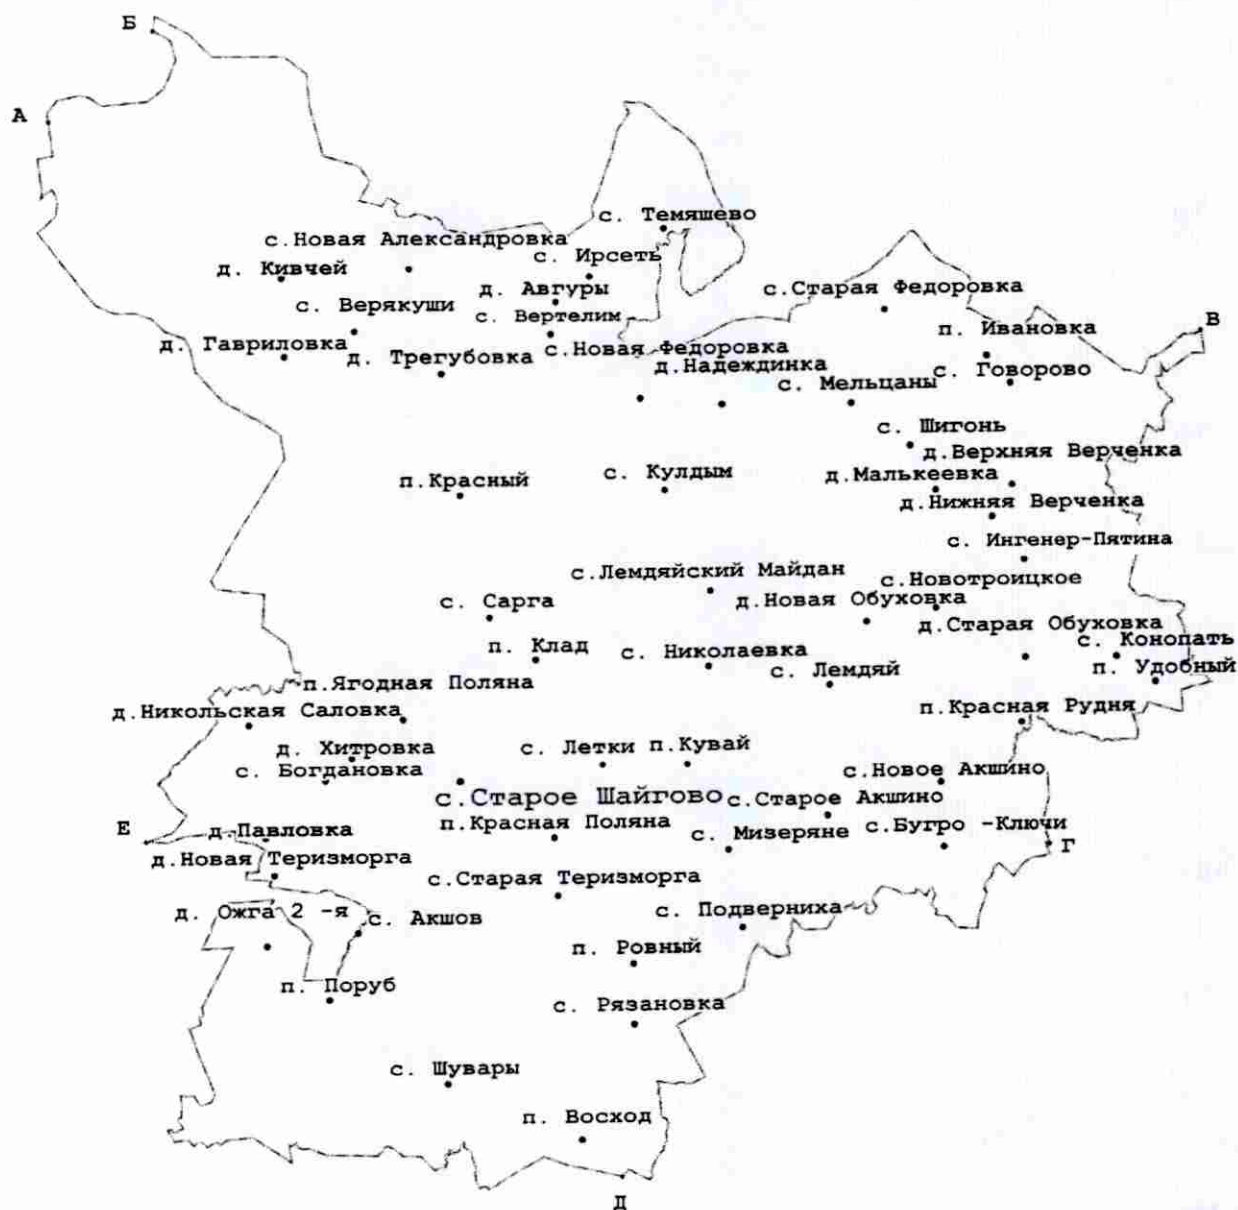 Б
А
с. Темяшево
с.Новая Александровка
с. Ирсеть
д. Кивчей
д. Авгуры
с.Старая Федоровка
с. Верякуши
с. Вертелим
п. Ивановка
В
д. Гавриловка
д. Трегубовка
с.Новая Федоровка
д.Надеждинка
с. Говорово
с. Мельцаны
с. Шигонь
д.Верхняя Верченка
п.Красный
с. Кулдым
д.Малькеевка
д.Нижняя Верченка
с. Ингенер-Пятина
с.Лемдяйский Майдан
с.Новотроицкое
с. Сарга
д.Новая Обуховка
д.Старая Обуховка
п. Клад
с. Николаевка
с. Конопать
с. Лемдяй
п. Удобный
п.Ягодная Поляна
д.Никольская Саловка
п.Красная Рудня
д. Хитровка
с. Летки
п.Кувай
с. Богдановка
с.Новое Акшино
с.Старое Шайгово
с.Старое Акшино
Е
д.Павловка
п.Красная Поляна
с. Мизеряне
с.Бугро -Ключи
Г
д.Новая Теризморга
с.Старая Теризморга
д. Ожга 2 -я
с. Акшов
с. Подверниха
п. Ровный
п. Поруб
с. Рязановка
с. Шувары
п. Восход
Д